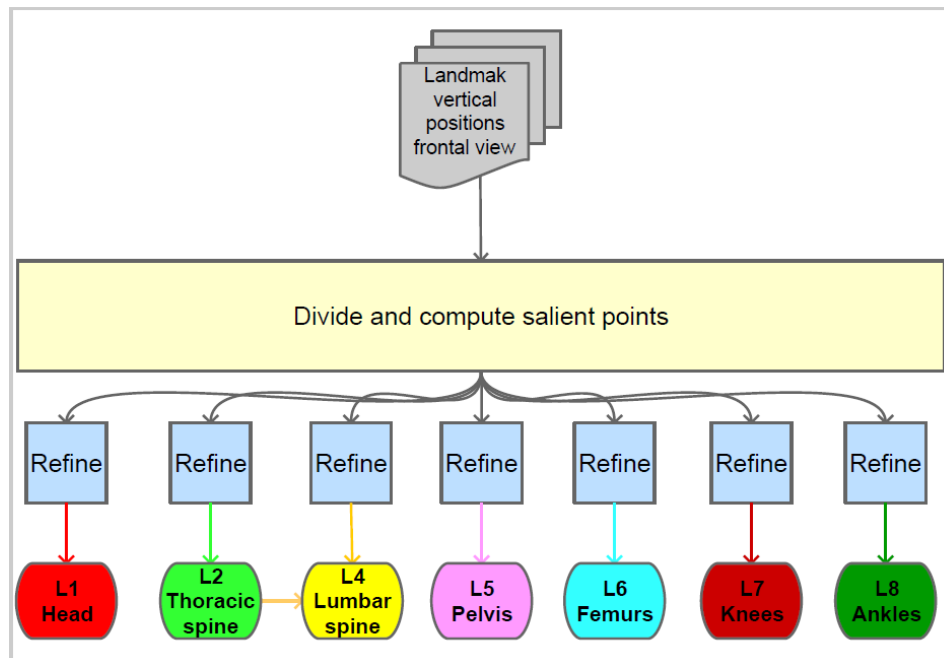 Landmak
vertical
positions
frontal view
Divide and compute salient points
Refine
Refine
Refine
Refine
Refine
Refine
Refine
L1
Head
L2
Thoracic
spine
L4
Lumbar
spine
L5
Pelvis
L6
Femurs
L7
Knees
L8
Ankles